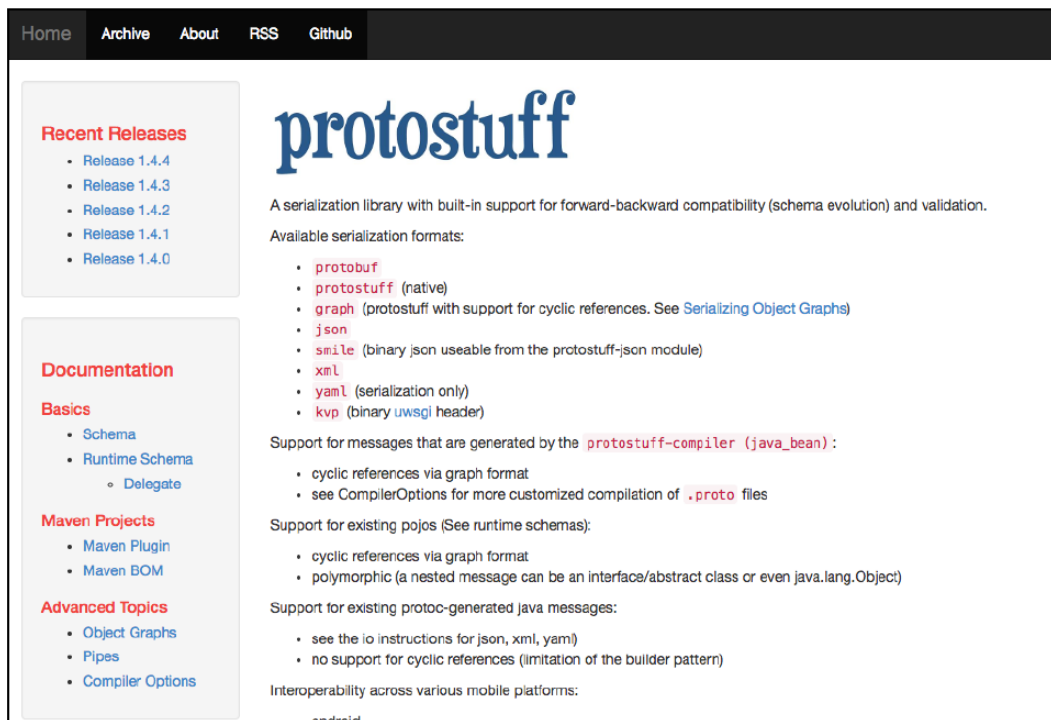 Home Archive About RSS Github
Recent Releases
Release 1.4.4
Release 1.4.3
Release 1.4.2
Release 1.4.1
Release 1.4.0
Documentation
Basics
Schema
Runtime Schema
Delegate
Maven Projects
Maven Plugin
Maven BOM
Advanced Topics
Object Graphs
Pipes
Compiler Options
protostuff
A serialization library with built-in support for forward-backward compatibility (schema evolution) and validation.
Available serialization formats:
protobuf
protostuff (native)
graph (protostuff with support for cyclic references. See Serializing Object Graphs)
json
smile (binary json useable from the protostuff-json module)
xml
yaml (serialization only)
kvp (binary uwsgi header)
Support for messages that are generated by the protostuff-compiler (java_bean) :
cyclic references via graph format
see CompilerOptions for more customized compilation of .proto files
Support for existing pojos (See runtime schemas):
cyclic references via graph format
polymorphic (a nested message can be an interface/abstract class or even java.lang.Object)
Support for existing protoc-generated java messages:
see the io instructions for json, xml, yaml)
no support for cyclic references (limitation of the builder pattern)
Interoperability across various mobile platforms:
android